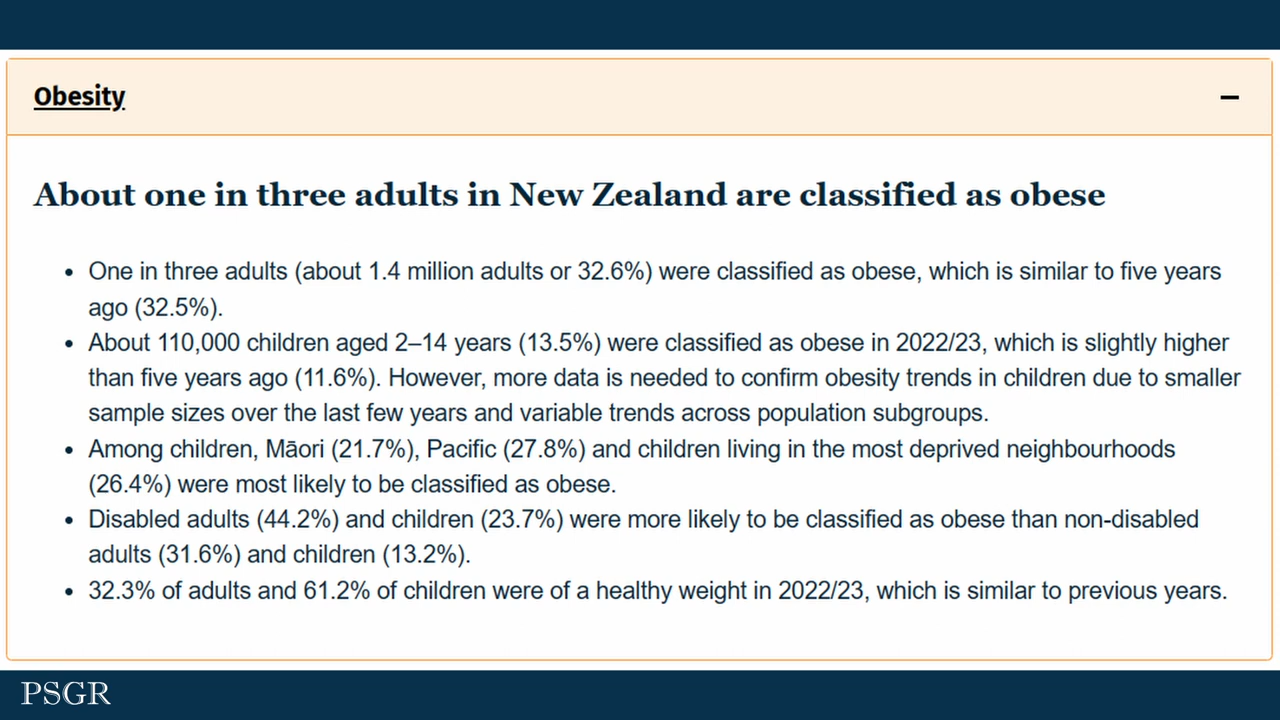 Obesity
About one in three adults in New Zealand are classified as obese
• One in three adults (about 1.4 million adults or 32.6%) were classified as obese, which is similar to five years
ago (32.5%).
• About 110,000 children aged 2–14 years (13.5%) were classified as obese in 2022/23, which is slightly higher
than five years ago (11.6%). However, more data is needed to confirm obesity trends in children due to smaller
sample sizes over the last few years and variable trends across population subgroups.
• Among children, Māori (21.7%), Pacific (27.8%) and children living in the most deprived neighbourhoods
(26.4%) were most likely to be classified as obese.
• Disabled adults (44.2%) and children (23.7%) were more likely to be classified as obese than non-disabled
adults (31.6%) and children (13.2%).
• 32.3% of adults and 61.2% of children were of a healthy weight in 2022/23, which is similar to previous years.
PSGR